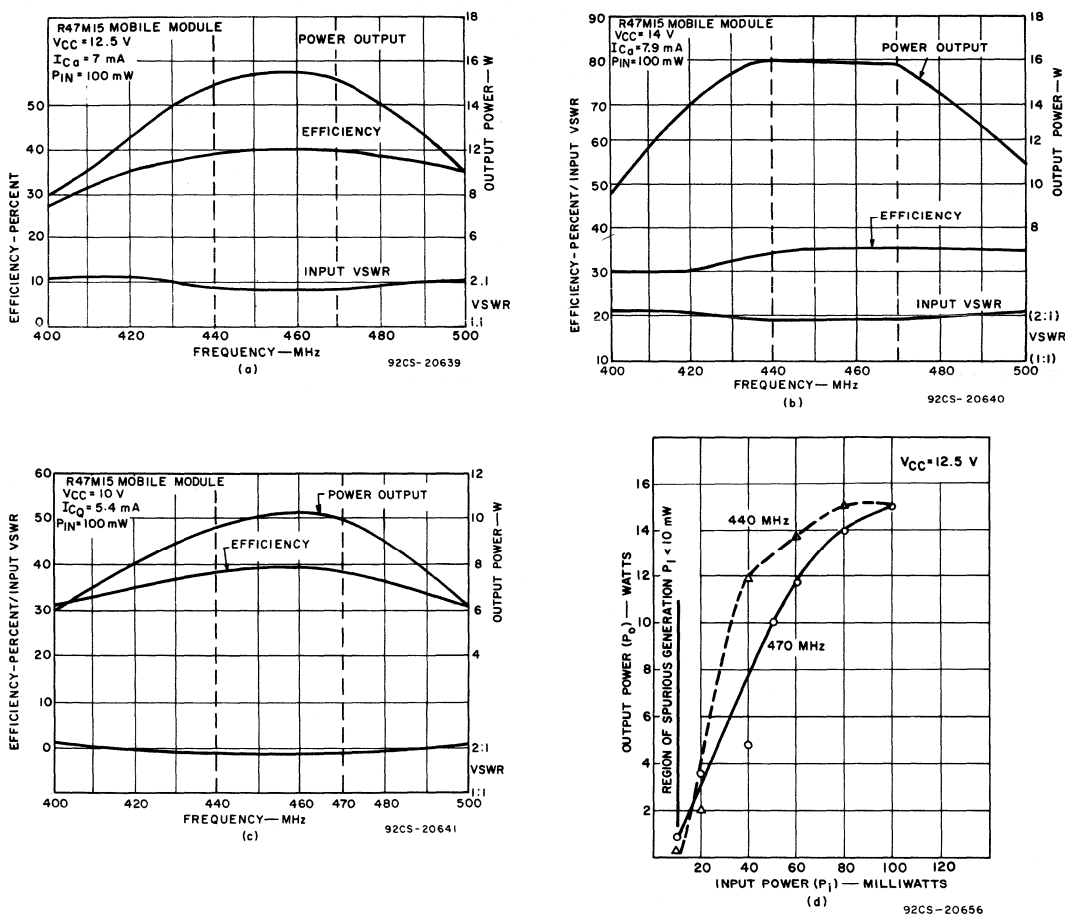 R47M15 MOBILE MODULE
VCC = 12.5 V
ICQ = 7 mA
PIN = 100 mW
POWER OUTPUT
EFFICIENCY
INPUT VSWR
EFFICIENCY-PERCENT
50
40
30
20
10
0
18
16
14
12
10
8
6
4
2:1
VSWR
1:1
OUTPUT POWER—W
400 420 440 460 480 500
FREQUENCY—MHz
(a)
92CS-20639
R47M15 MOBILE MODULE
VCC = 14 V
ICQ = 7.9 mA
PIN = 100 mW
POWER OUTPUT
EFFICIENCY
INPUT VSWR
EFFICIENCY-PERCENT/INPUT VSWR
90
80
70
60
50
40
30
20
10
18
16
14
12
10
8
(2:1)
VSWR
(1:1)
OUTPUT POWER—W
400 420 440 460 480 500
FREQUENCY—MHz
(b)
92CS-20640
R47M15 MOBILE MODULE
VCC = 10 V
ICQ = 5.4 mA
PIN = 100 mW
POWER OUTPUT
EFFICIENCY
EFFICIENCY-PERCENT/INPUT VSWR
60
50
40
30
20
10
0
12
10
8
6
4
2:1
VSWR
1:1
OUTPUT POWER—W
400 420 440 460 470 480 500
FREQUENCY—MHz
(c)
92CS-20641
VCC = 12.5 V
440 MHz
470 MHz
REGION OF SPURIOUS GENERATION Pi < 10 mW
OUTPUT POWER (Po) — WATTS
16
14
12
10
8
6
4
2
20 40 60 80 100 120 140
INPUT POWER (Pi) — MILLIWATTS
(d)
92CS-20656